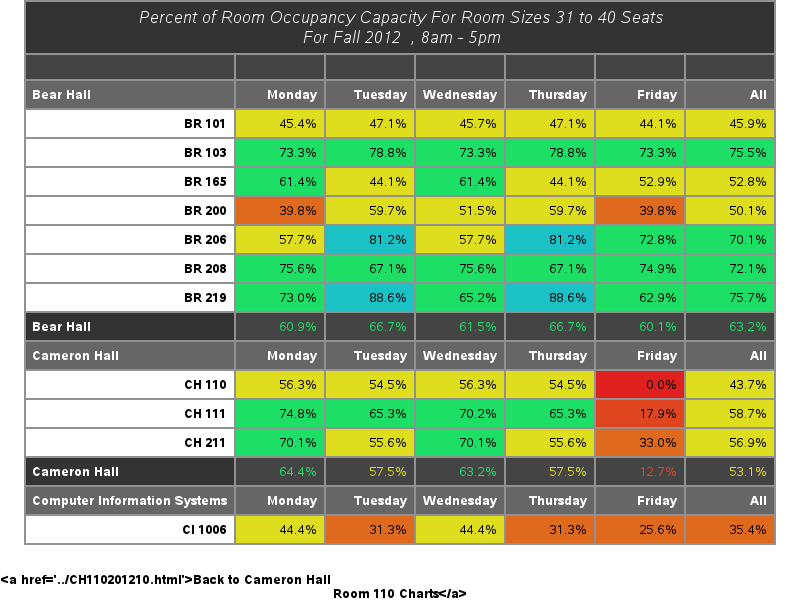 Percent of Room Occupancy Capacity For Room Sizes 31 to 40 Seats
For Fall 2012 , 8am - 5pm
Bear Hall Monday Tuesday Wednesday Thursday Friday All
BR 101 45.4% 47.1% 45.7% 47.1% 44.1% 45.9%
BR 103 73.3% 78.8% 73.3% 78.8% 73.3% 75.5%
BR 165 61.4% 44.1% 61.4% 44.1% 52.9% 52.8%
BR 200 39.8% 59.7% 51.5% 59.7% 39.8% 50.1%
BR 206 57.7% 81.2% 57.7% 81.2% 72.8% 70.1%
BR 208 75.6% 67.1% 75.6% 67.1% 74.9% 72.1%
BR 219 73.0% 88.6% 65.2% 88.6% 62.9% 75.7%
Bear Hall 60.9% 66.7% 61.5% 66.7% 60.1% 63.2%
Cameron Hall Monday Tuesday Wednesday Thursday Friday All
CH 110 56.3% 54.5% 56.3% 54.5% 0.0% 43.7%
CH 111 74.8% 65.3% 70.2% 65.3% 17.9% 58.7%
CH 211 70.1% 55.6% 70.1% 55.6% 33.0% 56.9%
Cameron Hall 64.4% 57.5% 63.2% 57.5% 12.7% 53.1%
Computer Information Systems Monday Tuesday Wednesday Thursday Friday All
CI 1006 44.4% 31.3% 44.4% 31.3% 25.6% 35.4%
<a href='../CH110201210.html'>Back to Cameron Hall
Room 110 Charts</a>